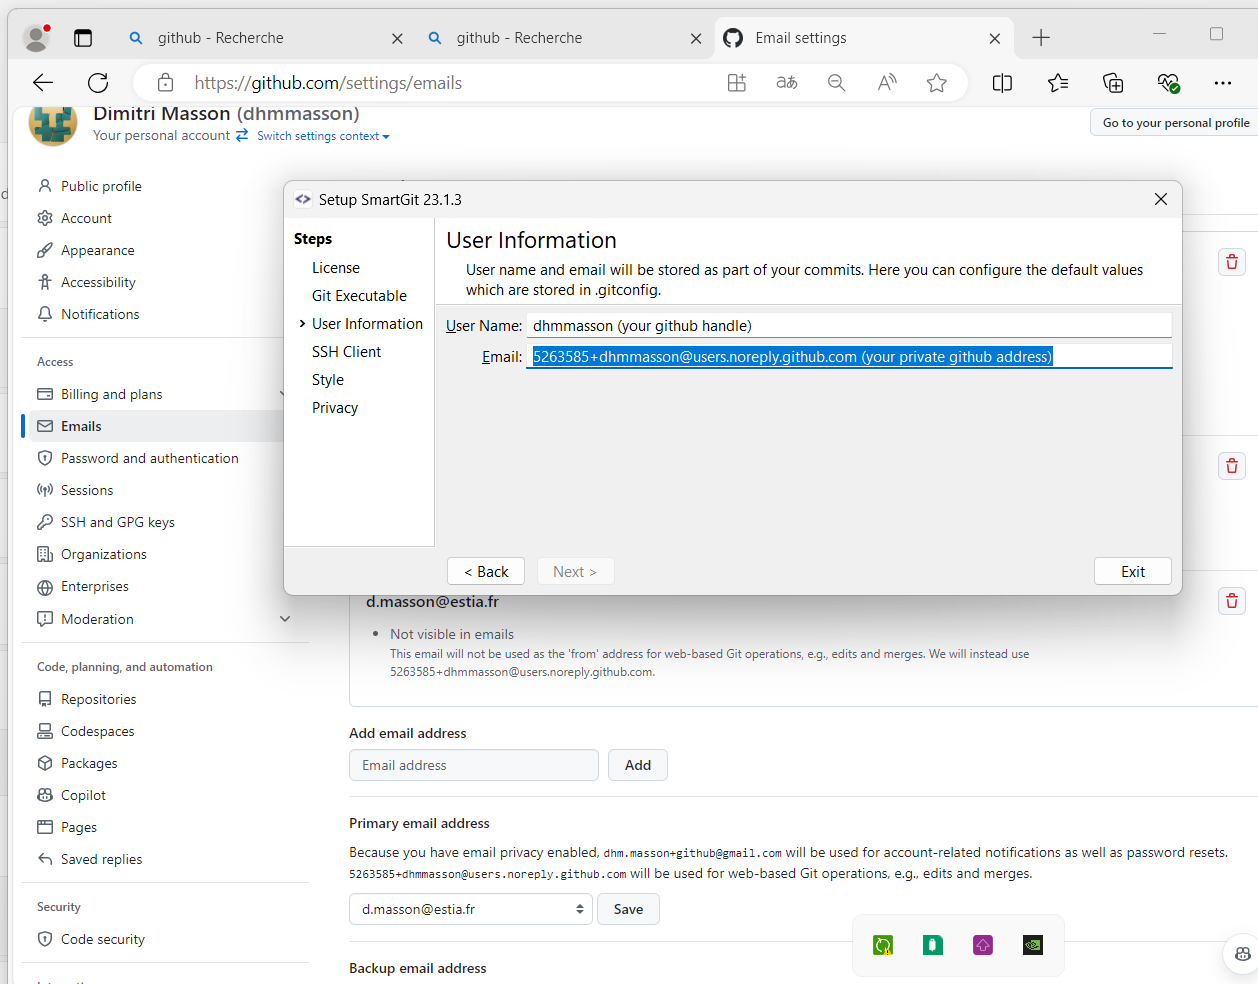 github - Recherche
github - Recherche
Email settings
https://github.com/settings/emails
Dimitri Masson (dhmmasson)
Your personal account
Switch settings context
Go to your personal profile
Public profile
Account
Appearance
Accessibility
Notifications
Access
Billing and plans
Emails
Password and authentication
Sessions
SSH and GPG keys
Organizations
Enterprises
Moderation
Code, planning, and automation
Repositories
Codespaces
Packages
Copilot
Pages
Saved replies
Security
Code security
Setup SmartGit 23.1.3
Steps
License
Git Executable
User Information
SSH Client
Style
Privacy
User Information
User name and email will be stored as part of your commits. Here you can configure the default values
which are stored in .gitconfig.
User Name: dhmmasson (your github handle)
Email: 5263585+dhmmasson@users.noreply.github.com (your private github address)
< Back
Next >
Exit
d.masson@estia.fr
• Not visible in emails
This email will not be used as the 'from' address for web-based Git operations, e.g., edits and merges. We will instead use
5263585+dhmmasson@users.noreply.github.com.
Add email address
Email address
Add
Primary email address
Because you have email privacy enabled, dhm.masson+github@gmail.com will be used for account-related notifications as well as password resets.
5263585+dhmmasson@users.noreply.github.com will be used for web-based Git operations, e.g., edits and merges.
d.masson@estia.fr
Save
Backup email address